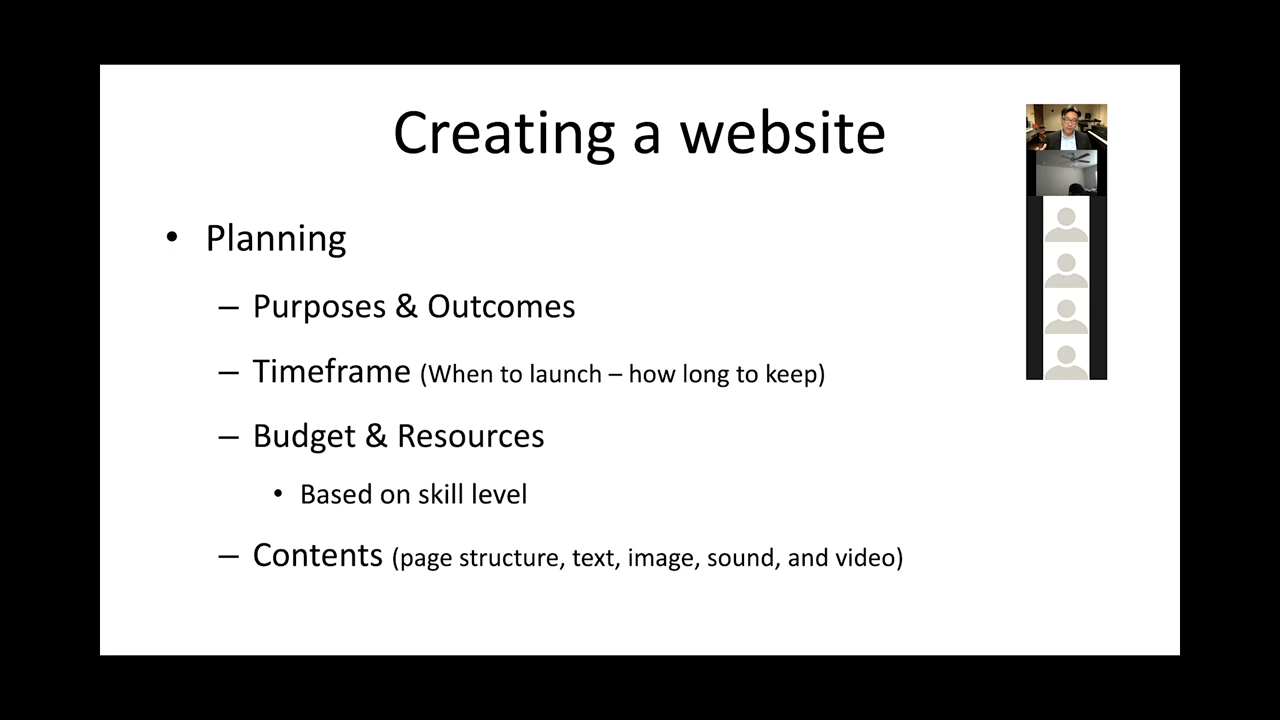 Creating a website
• Planning
– Purposes & Outcomes
– Timeframe (When to launch – how long to keep)
– Budget & Resources
• Based on skill level
– Contents (page structure, text, image, sound, and video)